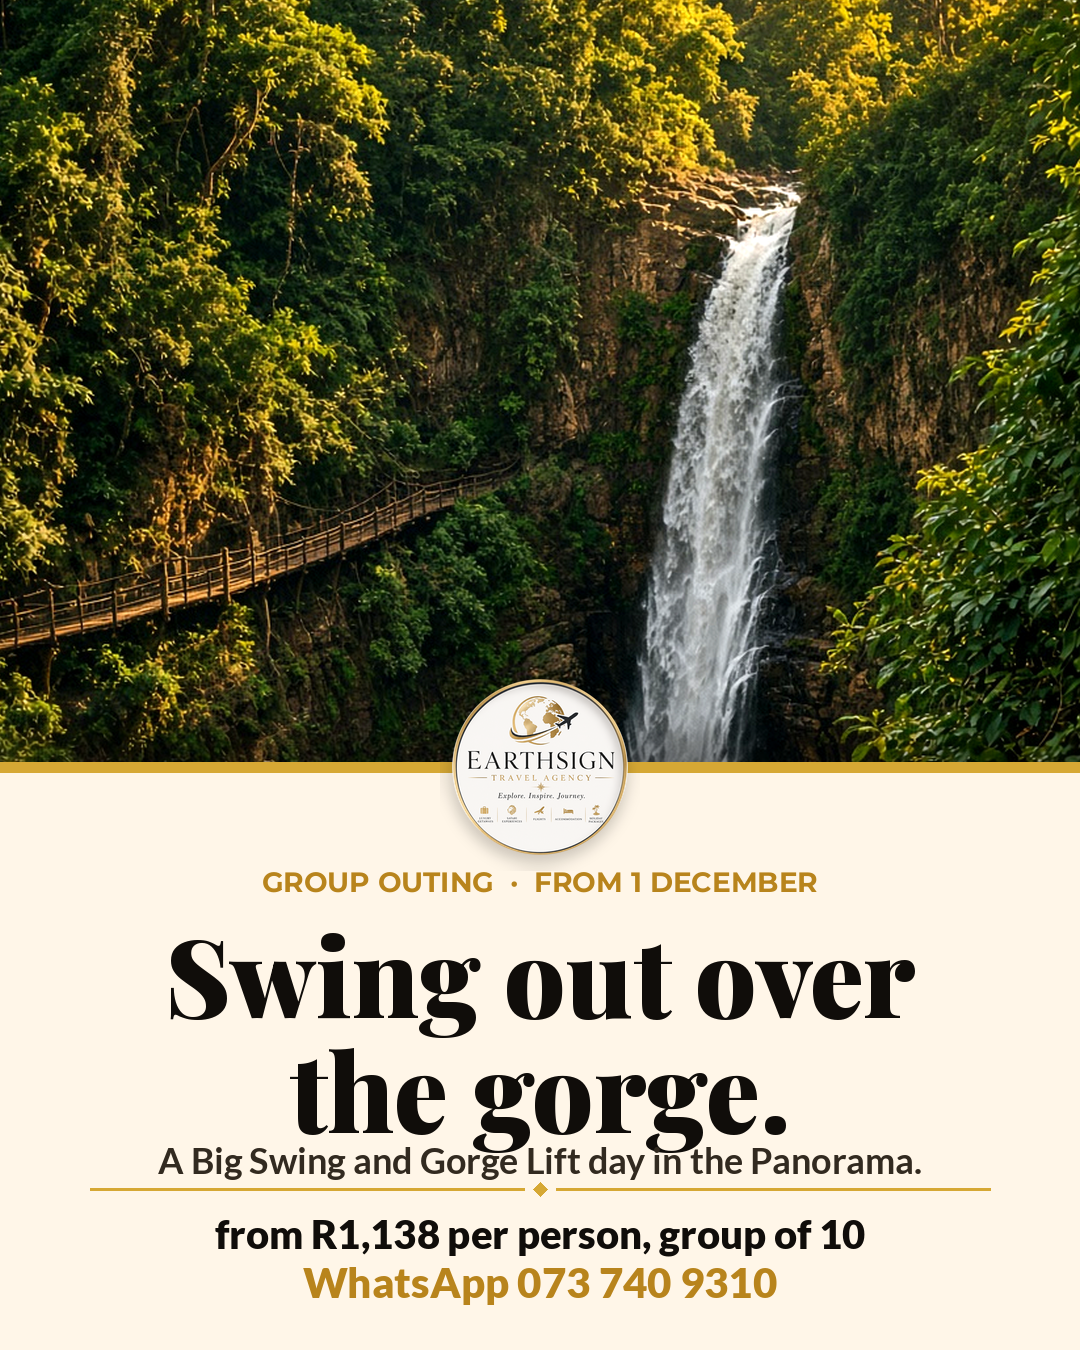 EARTHSIGN
TRAVEL AGENCY
Explore. Inspire. Journey.
GROUP OUTING · FROM 1 DECEMBER
Swing out over
the gorge.
A Big Swing and Gorge Lift day in the Panorama.
from R1,138 per person, group of 10
WhatsApp 073 740 9310